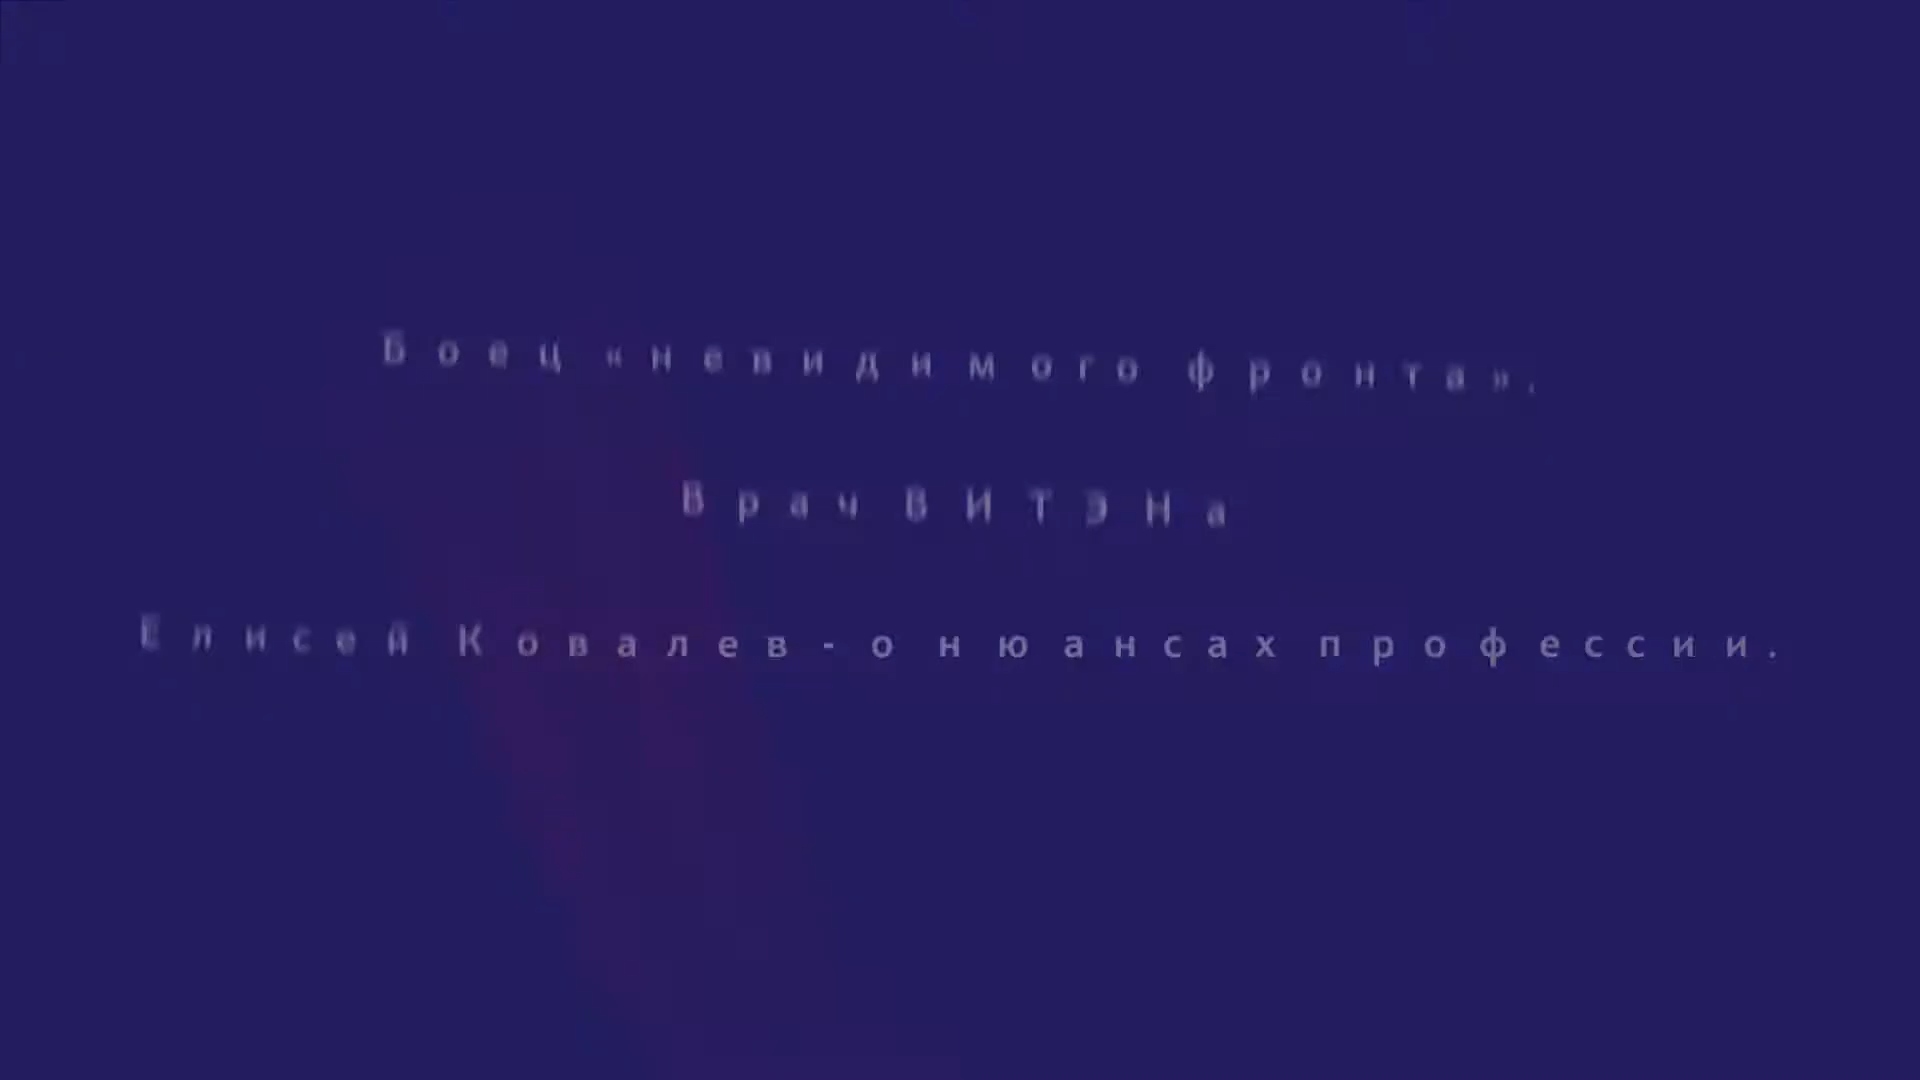 Боец «невидимого фронта».
Врач ВИТЭНа
Елисей Ковалев - о нюансах профессии.